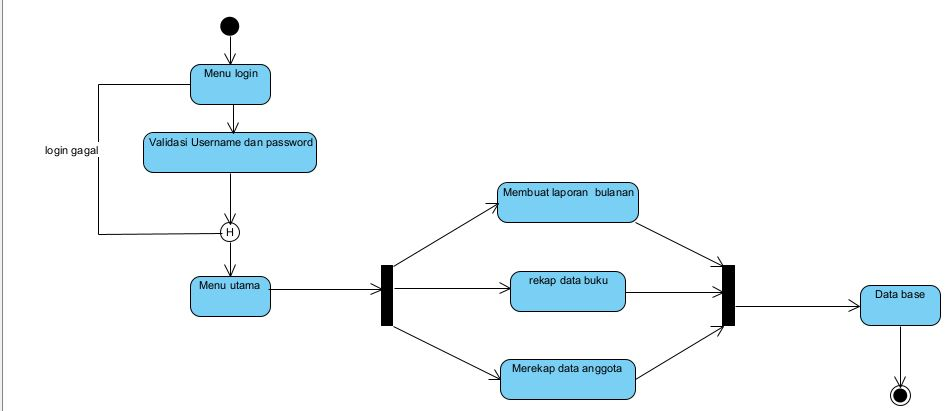 Menu login
login gagal
Validasi Username dan password
H
Menu utama
Membuat laporan bulanan
rekap data buku
Merekap data anggota
Data base